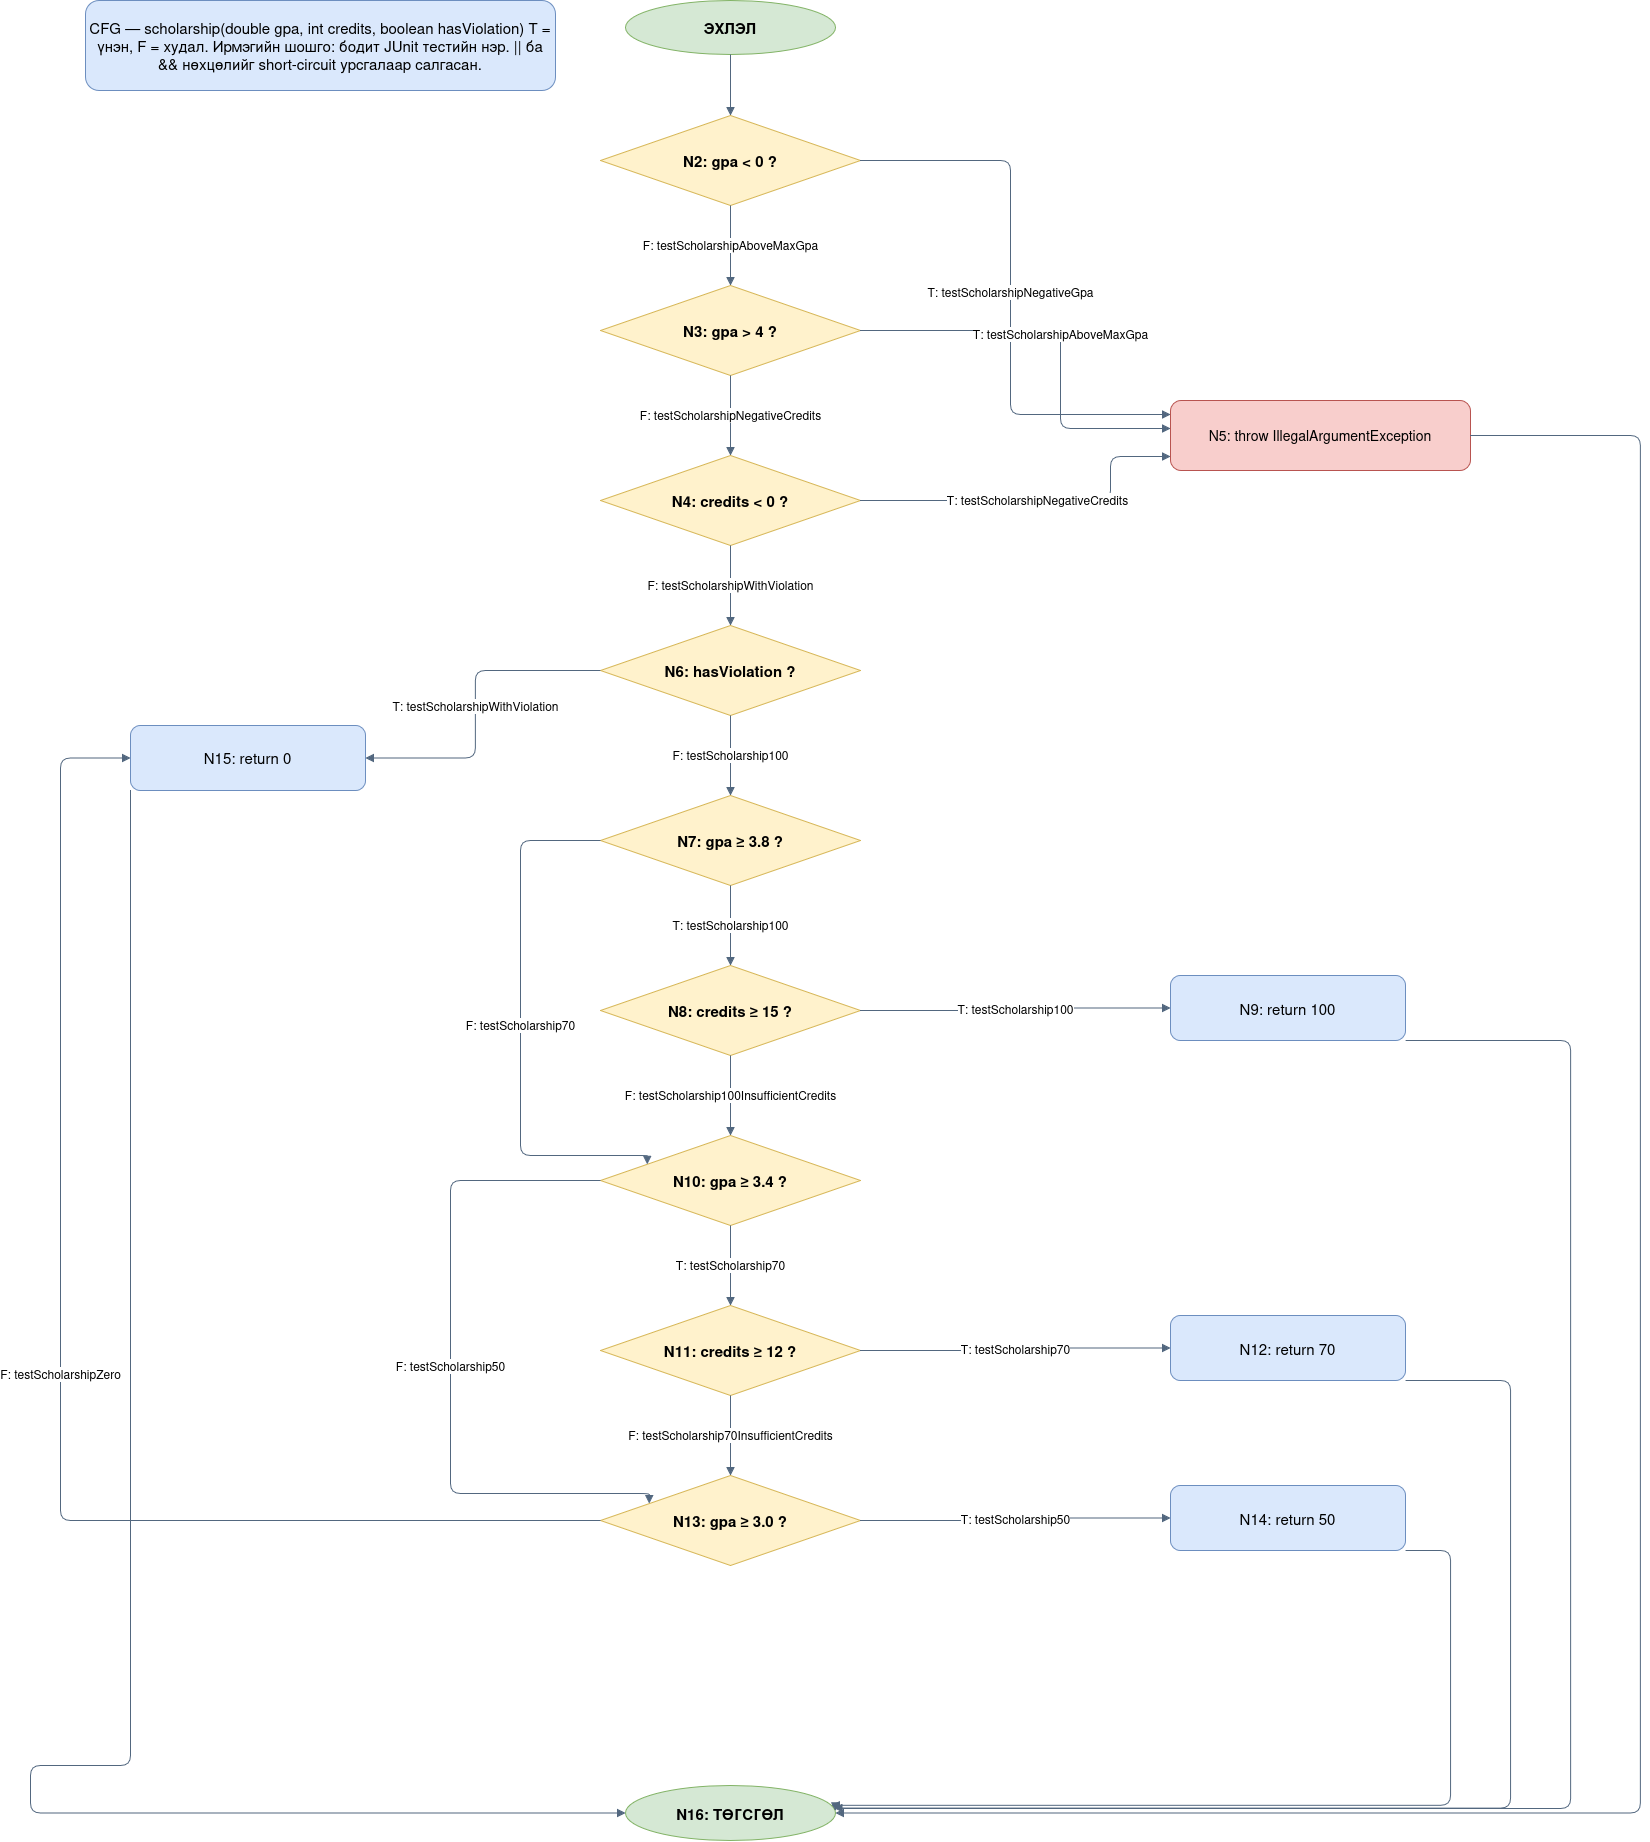 CFG — scholarship(double gpa, int credits, boolean hasViolation) T =
үнэн, F = худал. Ирмэгийн шошго: бодит JUnit тестийн нэр. || ба
&& нөхцөлийг short-circuit урсгалаар салгасан.
ЭХЛЭЛ
N2: gpa < 0 ?
F: testScholarshipAboveMaxGpa
T: testScholarshipNegativeGpa
N3: gpa > 4 ?
T: testScholarshipAboveMaxGpa
F: testScholarshipNegativeCredits
N5: throw IllegalArgumentException
N4: credits < 0 ?
T: testScholarshipNegativeCredits
F: testScholarshipWithViolation
N6: hasViolation ?
T: testScholarshipWithViolation
N15: return 0
F: testScholarship100
N7: gpa ≥ 3.8 ?
T: testScholarship100
N8: credits ≥ 15 ?
T: testScholarship100
N9: return 100
F: testScholarship70
F: testScholarship100InsufficientCredits
N10: gpa ≥ 3.4 ?
T: testScholarship70
N11: credits ≥ 12 ?
T: testScholarship70
N12: return 70
F: testScholarship50
F: testScholarshipZero
F: testScholarship70InsufficientCredits
N13: gpa ≥ 3.0 ?
T: testScholarship50
N14: return 50
N16: ТӨГСГӨЛ